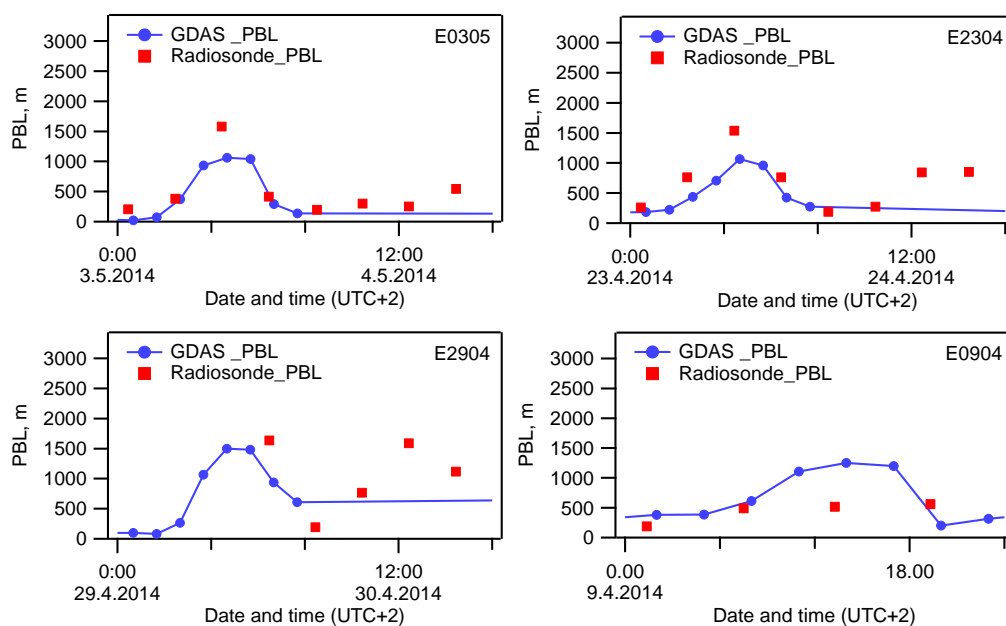 GDAS _PBL
E0305
Radiosonde_PBL
3000
2500
2000
1500
1000
500
0
PBL, m
0:00
12:00
3.5.2014
4.5.2014
Date and time (UTC+2)
GDAS _PBL
E2304
Radiosonde_PBL
3000
2500
2000
1500
1000
500
0
PBL, m
0:00
12:00
23.4.2014
24.4.2014
Date and time (UTC+2)
GDAS _PBL
E2904
Radiosonde_PBL
3000
2500
2000
1500
1000
500
0
PBL, m
0:00
12:00
29.4.2014
30.4.2014
Date and time (UTC+2)
GDAS _PBL
E0904
Radiosonde_PBL
3000
2500
2000
1500
1000
500
0
PBL, m
0.00
18.00
9.4.2014
Date and time (UTC+2)